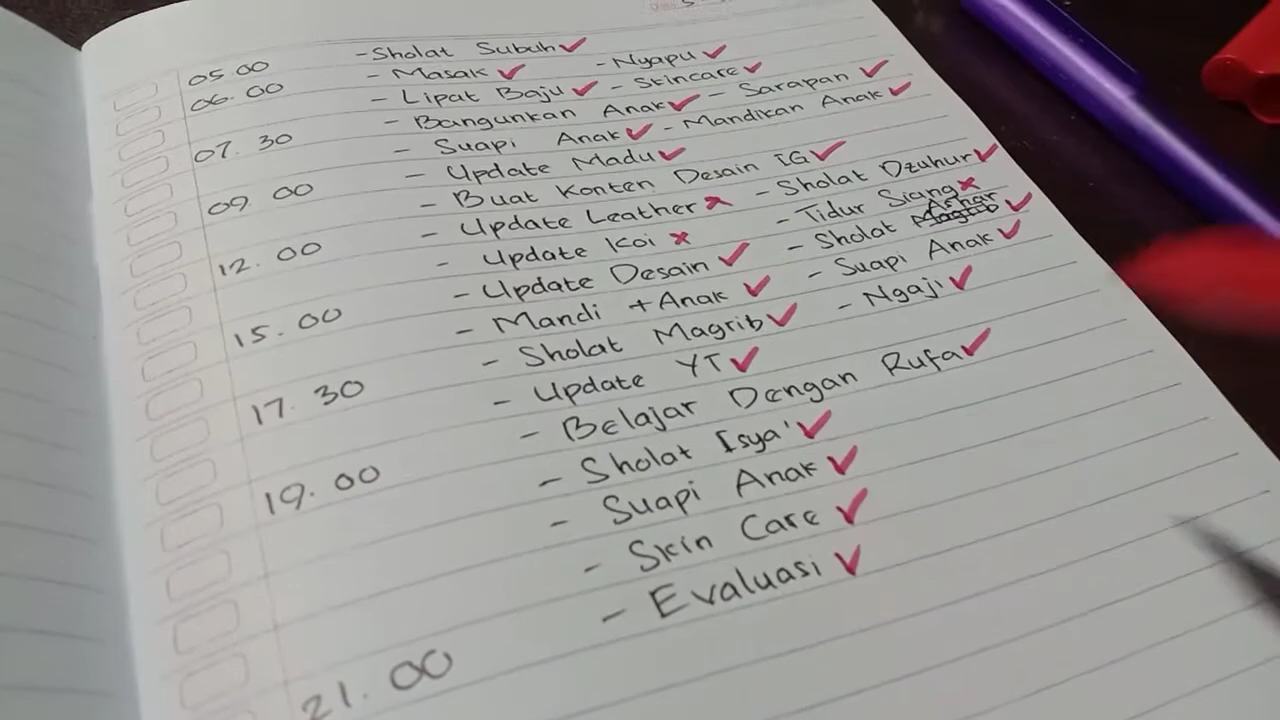 05.00 - Sholat Subuh
06.00 - Masak - Nyapu
- Lipat Baju - Skincare
07.30 - Bangunkan Anak - Sarapan
- Suapi Anak - Mandikan Anak
09.00 - Update Madu
- Buat Konten Desain IG
12.00 - Update Leather - Sholat Dzuhur
- Update Koi - Tidur Siang
15.00 - Update Desain - Sholat Ashar
- Mandi + Anak - Suapi Anak
17.30 - Sholat Magrib - Ngaji
- Update YT
19.00 - Belajar Dengan Rufa
- Sholat Isya'
- Suapi Anak
- Skin Care
21.00 - Evaluasi